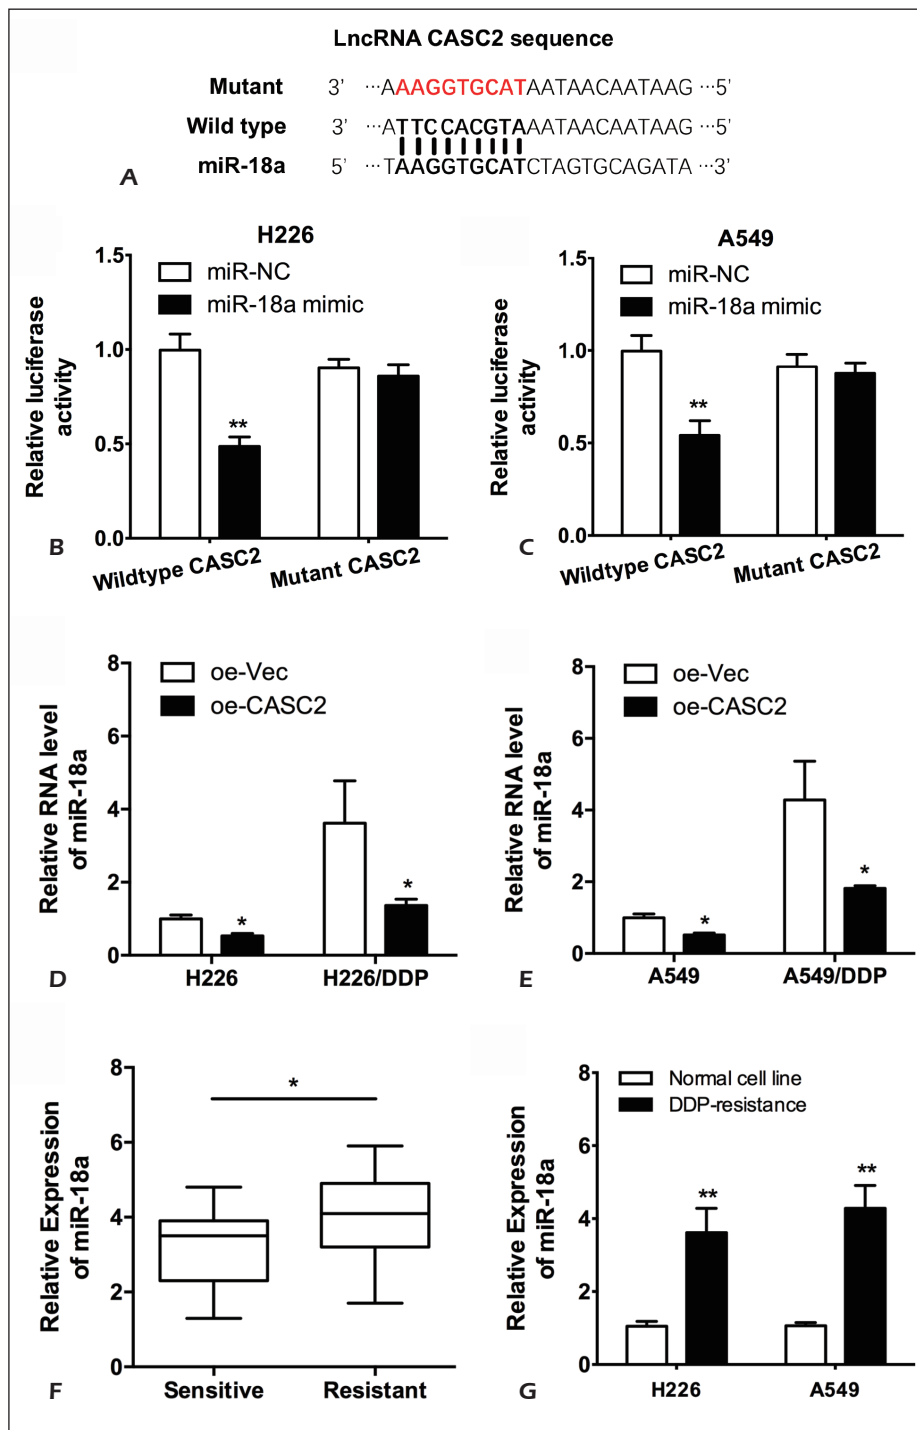 LncRNA CASC2 sequence
Mutant 3' ···AAAGGTGCATAATAACAATAAG ···5'
Wild type 3' ···ATTCCACGTAAATAACAATAAG ···5'
miR-18a 5' ···TAAGGTGCATCTAGTGCAGATA ···3'
A
H226
miR-NC
miR-18a mimic
Relative luciferase
activity
1.5
1.0
0.5
0.0
**
Wildtype CASC2
Mutant CASC2
B
A549
miR-NC
miR-18a mimic
Relative luciferase
activity
1.5
1.0
0.5
0.0
**
Wildtype CASC2
Mutant CASC2
C
oe-Vec
oe-CASC2
Relative RNA level
of miR-18a
8
6
4
2
0
*
*
H226
H226/DDP
D
oe-Vec
oe-CASC2
Relative RNA level
of miR-18a
8
6
4
2
0
*
*
A549
A549/DDP
E
Relative Expression
of miR-18a
8
6
4
2
0
*
Sensitive
Resistant
F
Normal cell line
DDP-resistance
Relative Expression
of miR-18a
8
6
4
2
0
**
**
H226
A549
G